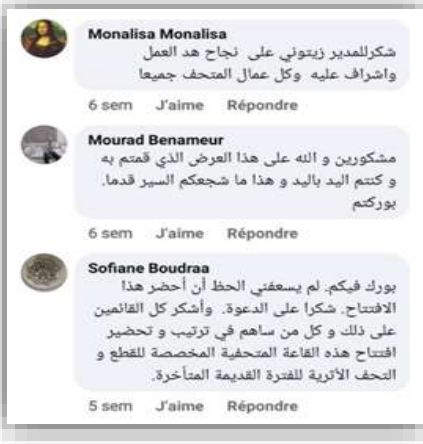 Monalisa Monalisa
شكرللمدير زيتوني على نجاح هد العمل
واشراف عليه وكل عمال المتحف جميعا
6 sem J'aime Répondre
Mourad Benameur
مشكورين و الله على هذا العرض الذي قمتم به
و كنتم اليد باليد و هذا ما شجعكم السير قدما.
بوركتم
6 sem J'aime Répondre
Sofiane Boudraa
بورك فيكم. لم يسعفني الحظ أن أحضر هذا
الافتتاح. شكرا على الدعوة. وأشكر كل القائمين
على ذلك و كل من ساهم في ترتيب و تحضير
افتتاح هذه القاعة المتحفية المخصصة للقطع و
التحف الأثرية للفترة القديمة المتأخرة.
5 sem J'aime Répondre